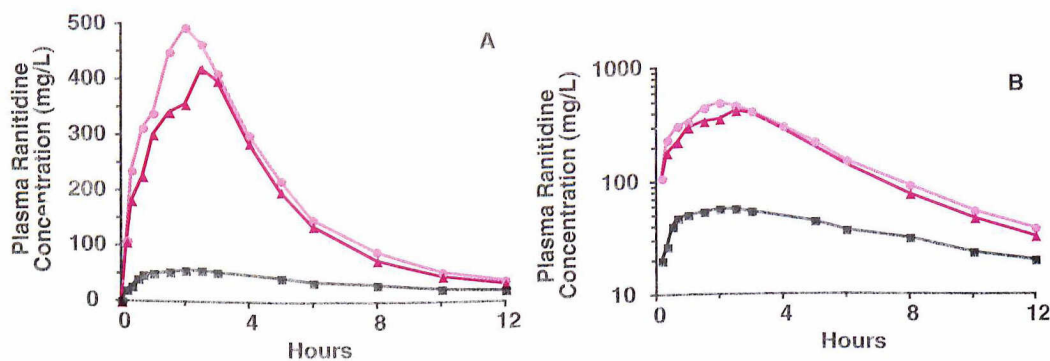 A
Plasma Ranitidine
Concentration (mg/L)
500
400
300
200
100
0
0
4
8
12
Hours
B
Plasma Ranitidine
Concentration (mg/L)
1000
100
10
0
4
8
12
Hours